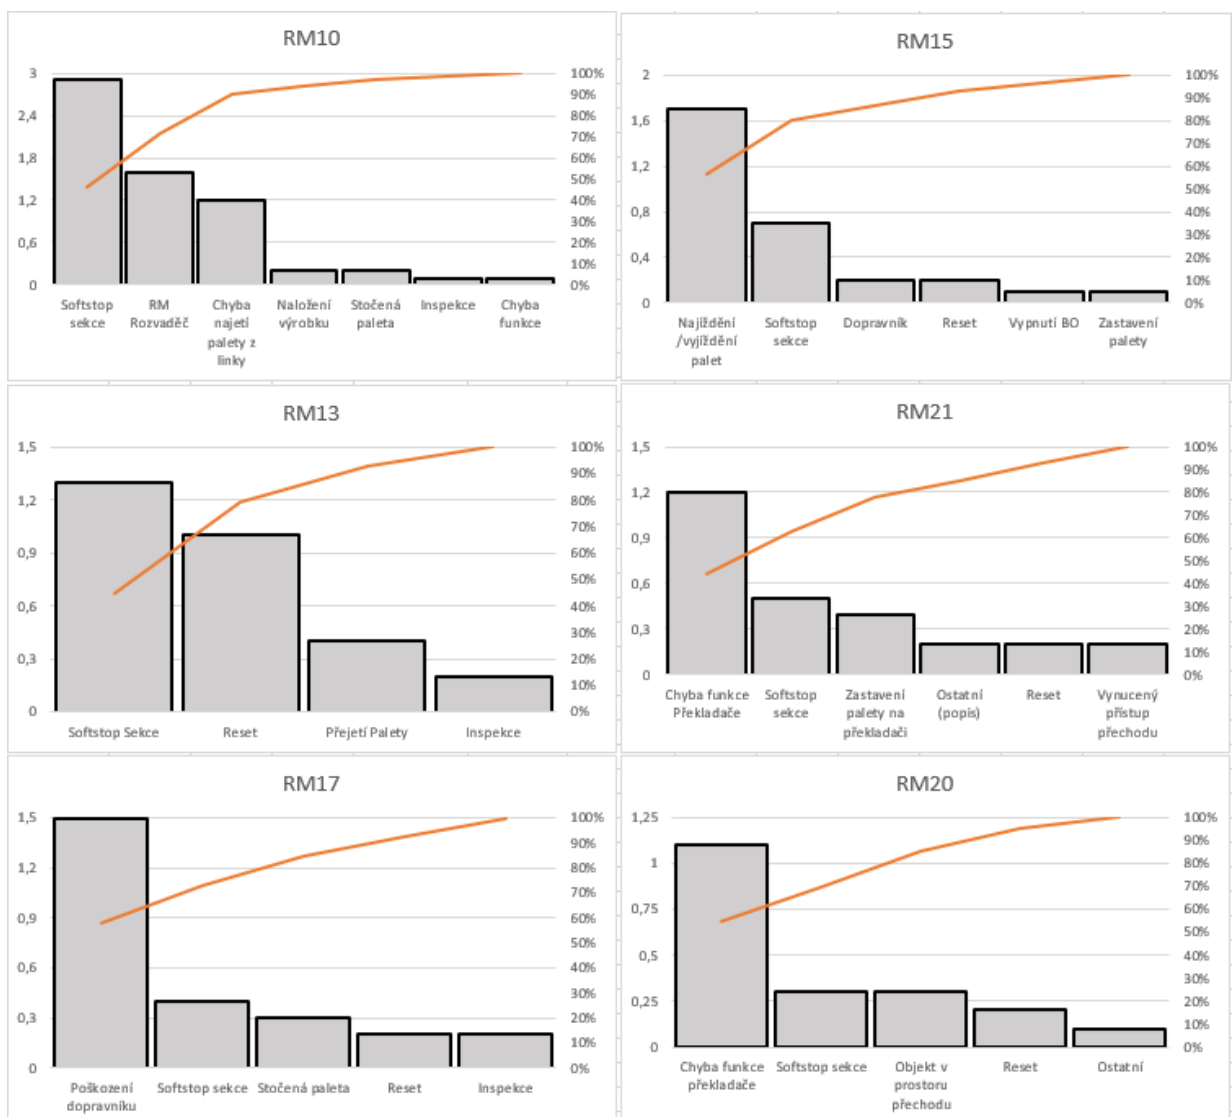 RM10
3
2,4
1,8
1,2
0,6
0
100%
90%
80%
70%
60%
50%
40%
30%
20%
10%
0%
Softstop
sekce
RM
Rozvaděč
Chyba
najetí
palety z
linky
Naložení
výrobku
Stočená
paleta
Inspekce
Chyba
funkce
RM15
2
1,6
1,2
0,8
0,4
0
100%
90%
80%
70%
60%
50%
40%
30%
20%
10%
0%
Najiždění
/vyjíždění
palet
Softstop
sekce
Dopravník
Reset
Vypnutí BO
Zastavení
palety
RM13
1,5
1,2
0,9
0,6
0,3
0
100%
90%
80%
70%
60%
50%
40%
30%
20%
10%
0%
Softstop Sekce
Reset
Přejetí Palety
Inspekce
RM21
1,5
1,2
0,9
0,6
0,3
0
100%
90%
80%
70%
60%
50%
40%
30%
20%
10%
0%
Chyba funkce
Překladače
Softstop
sekce
Zastavení
palety na
překladači
Ostatní
(popis)
Reset
Vynucený
přístup
přechodu
RM17
1,5
1,2
0,9
0,6
0,3
0
100%
90%
80%
70%
60%
50%
40%
30%
20%
10%
0%
Poškození
dopravníku
Softstop sekce
Stočená paleta
Reset
Inspekce
RM20
1,25
1
0,75
0,5
0,25
0
100%
90%
80%
70%
60%
50%
40%
30%
20%
10%
0%
Chyba funkce
překladače
Softstop sekce
Objekt v
prostoru
přechodu
Reset
Ostatní